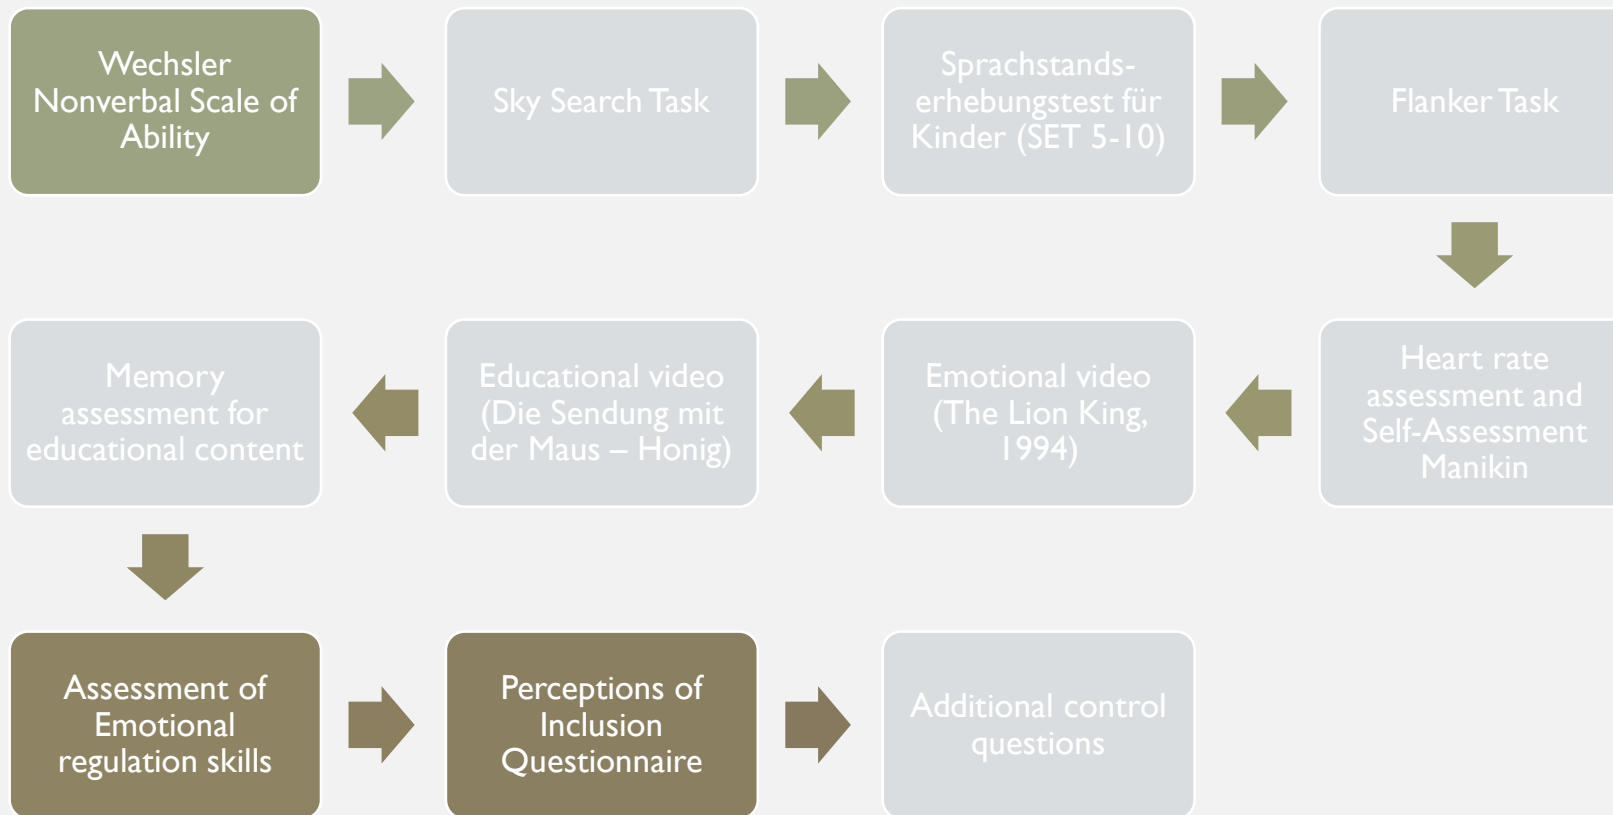 Wechsler
Nonverbal Scale of
Ability
Sky Search Task
Sprachstands-
erhebungstest für
Kinder (SET 5-10)
Flanker Task
Heart rate
assessment and
Self-Assessment
Manikin
Emotional video
(The Lion King,
1994)
Educational video
(Die Sendung mit
der Maus – Honig)
Memory
assessment for
educational content
Assessment of
Emotional
regulation skills
Perceptions of
Inclusion
Questionnaire
Additional control
questions